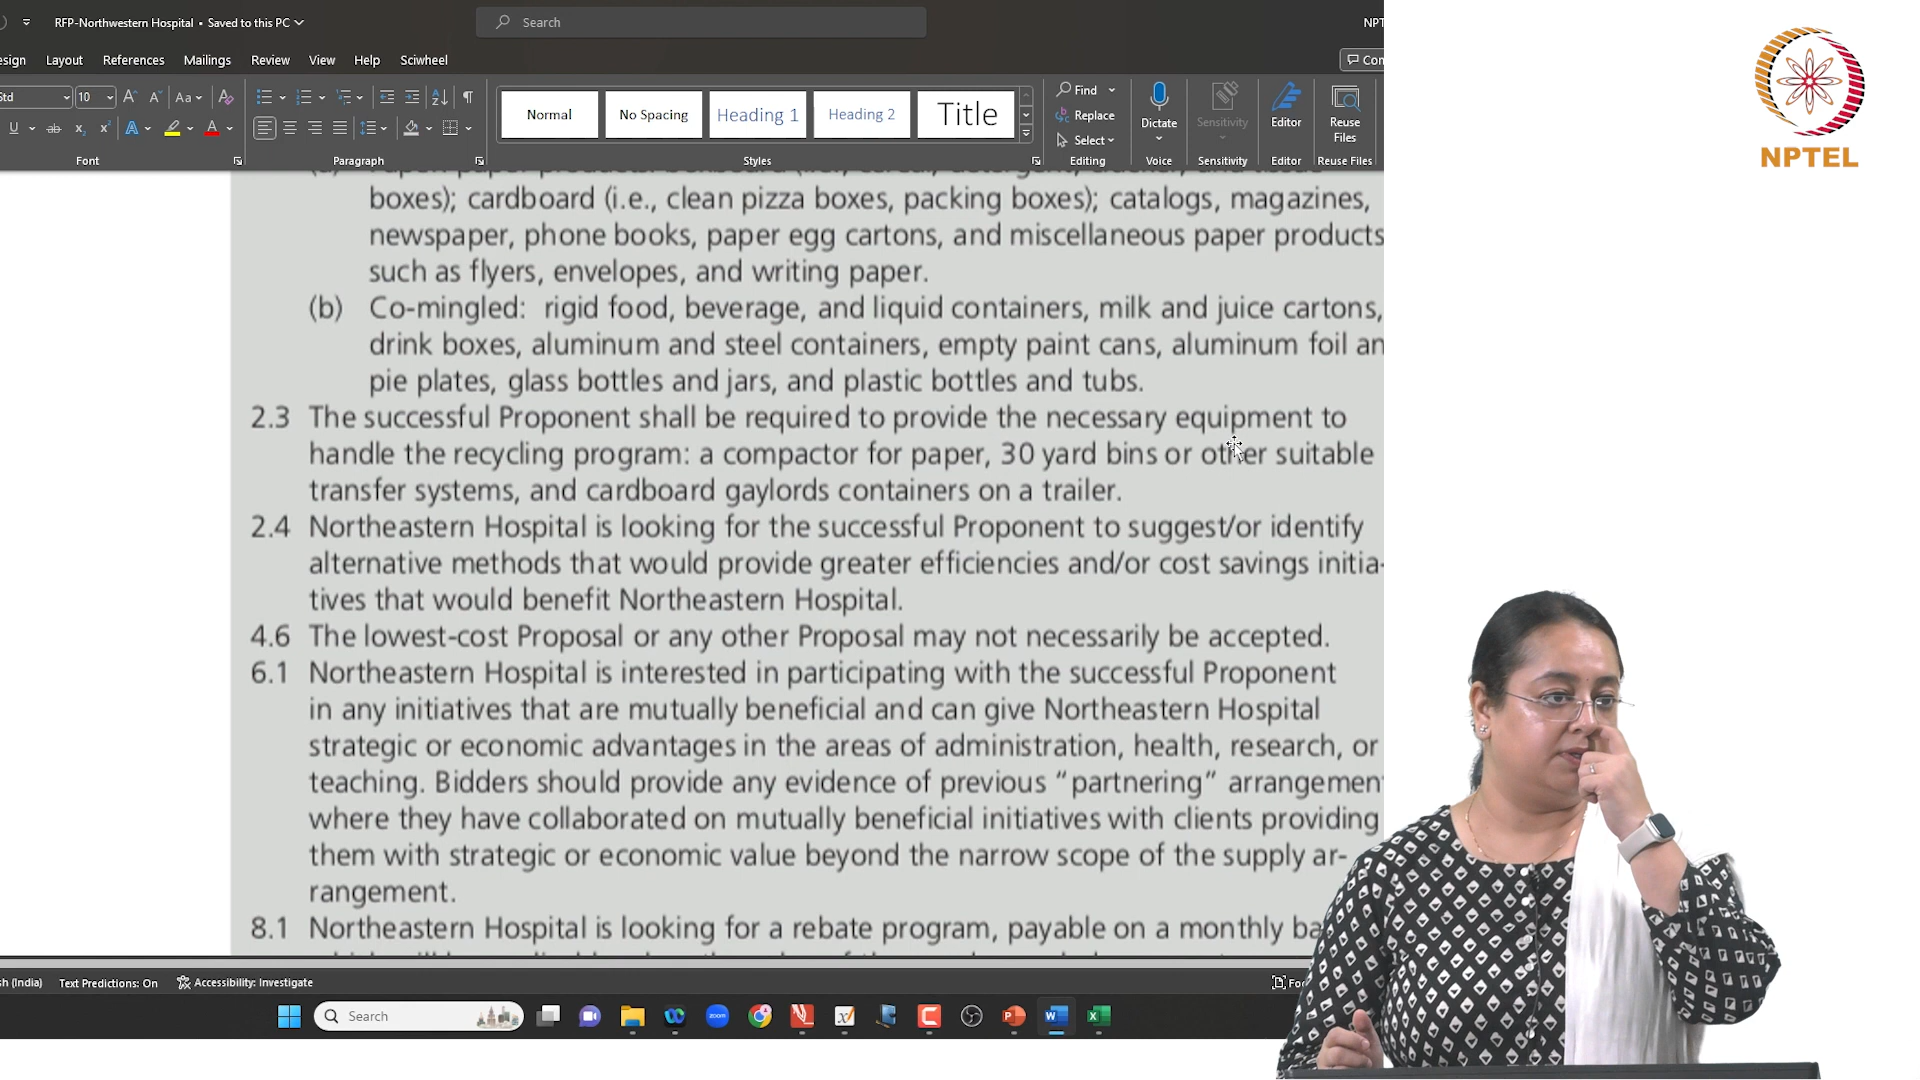 RFP-Northwestern Hospital • Saved to this PC
Search
NPT
esign Layout References Mailings Review View Help Sciwheel
Con
Std 10 Aa
Normal No Spacing Heading 1 Heading 2 Title
Find
Replace
Select
Dictate
Sensitivity
Editor
Reuse
Files
Font Paragraph Styles Editing Voice Sensitivity Editor Reuse Files
NPTEL
boxes); cardboard (i.e., clean pizza boxes, packing boxes); catalogs, magazines,
newspaper, phone books, paper egg cartons, and miscellaneous paper products
such as flyers, envelopes, and writing paper.
(b) Co-mingled: rigid food, beverage, and liquid containers, milk and juice cartons,
drink boxes, aluminum and steel containers, empty paint cans, aluminum foil an
pie plates, glass bottles and jars, and plastic bottles and tubs.
2.3 The successful Proponent shall be required to provide the necessary equipment to
handle the recycling program: a compactor for paper, 30 yard bins or other suitable
transfer systems, and cardboard gaylords containers on a trailer.
2.4 Northeastern Hospital is looking for the successful Proponent to suggest/or identify
alternative methods that would provide greater efficiencies and/or cost savings initia-
tives that would benefit Northeastern Hospital.
4.6 The lowest-cost Proposal or any other Proposal may not necessarily be accepted.
6.1 Northeastern Hospital is interested in participating with the successful Proponent
in any initiatives that are mutually beneficial and can give Northeastern Hospital
strategic or economic advantages in the areas of administration, health, research, or
teaching. Bidders should provide any evidence of previous “partnering” arrangemen
where they have collaborated on mutually beneficial initiatives with clients providing
them with strategic or economic value beyond the narrow scope of the supply ar-
rangement.
8.1 Northeastern Hospital is looking for a rebate program, payable on a monthly ba
sh (India) Text Predictions: On Accessibility: Investigate
Fo
Search
zoom